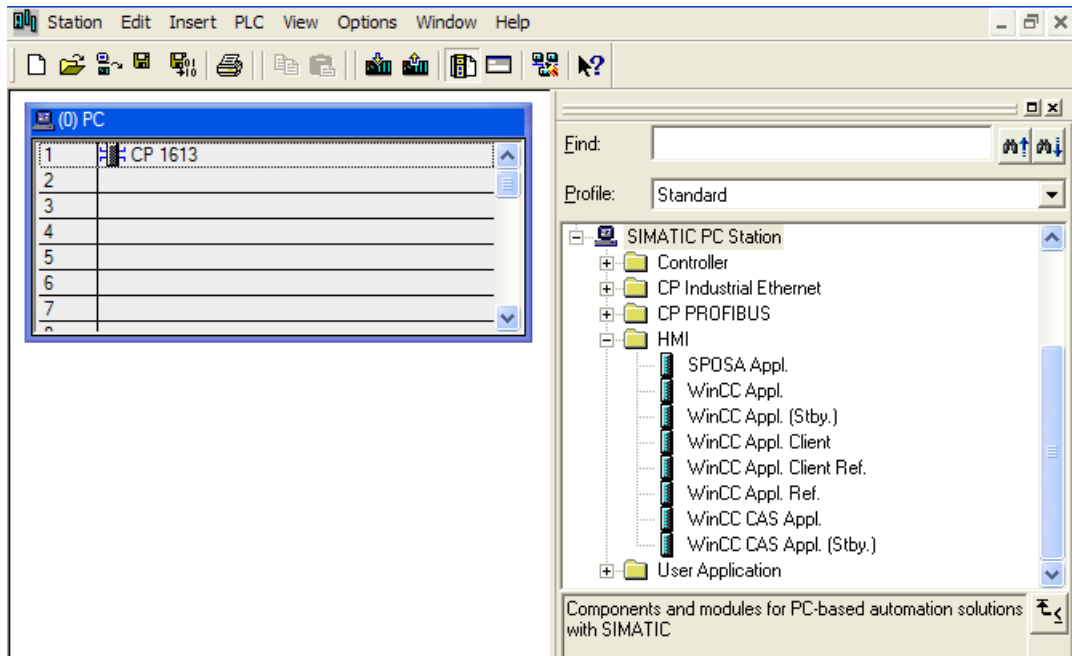 Station Edit Insert PLC View Options Window Help
(0) PC
1 CP 1613
2
3
4
5
6
7
Find:
Profile: Standard
SIMATIC PC Station
Controller
CP Industrial Ethernet
CP PROFIBUS
HMI
SPOSA Appl.
WinCC Appl.
WinCC Appl. (Stby.)
WinCC Appl. Client
WinCC Appl. Client Ref.
WinCC Appl. Ref.
WinCC CAS Appl.
WinCC CAS Appl. (Stby.)
User Application
Components and modules for PC-based automation solutions
with SIMATIC